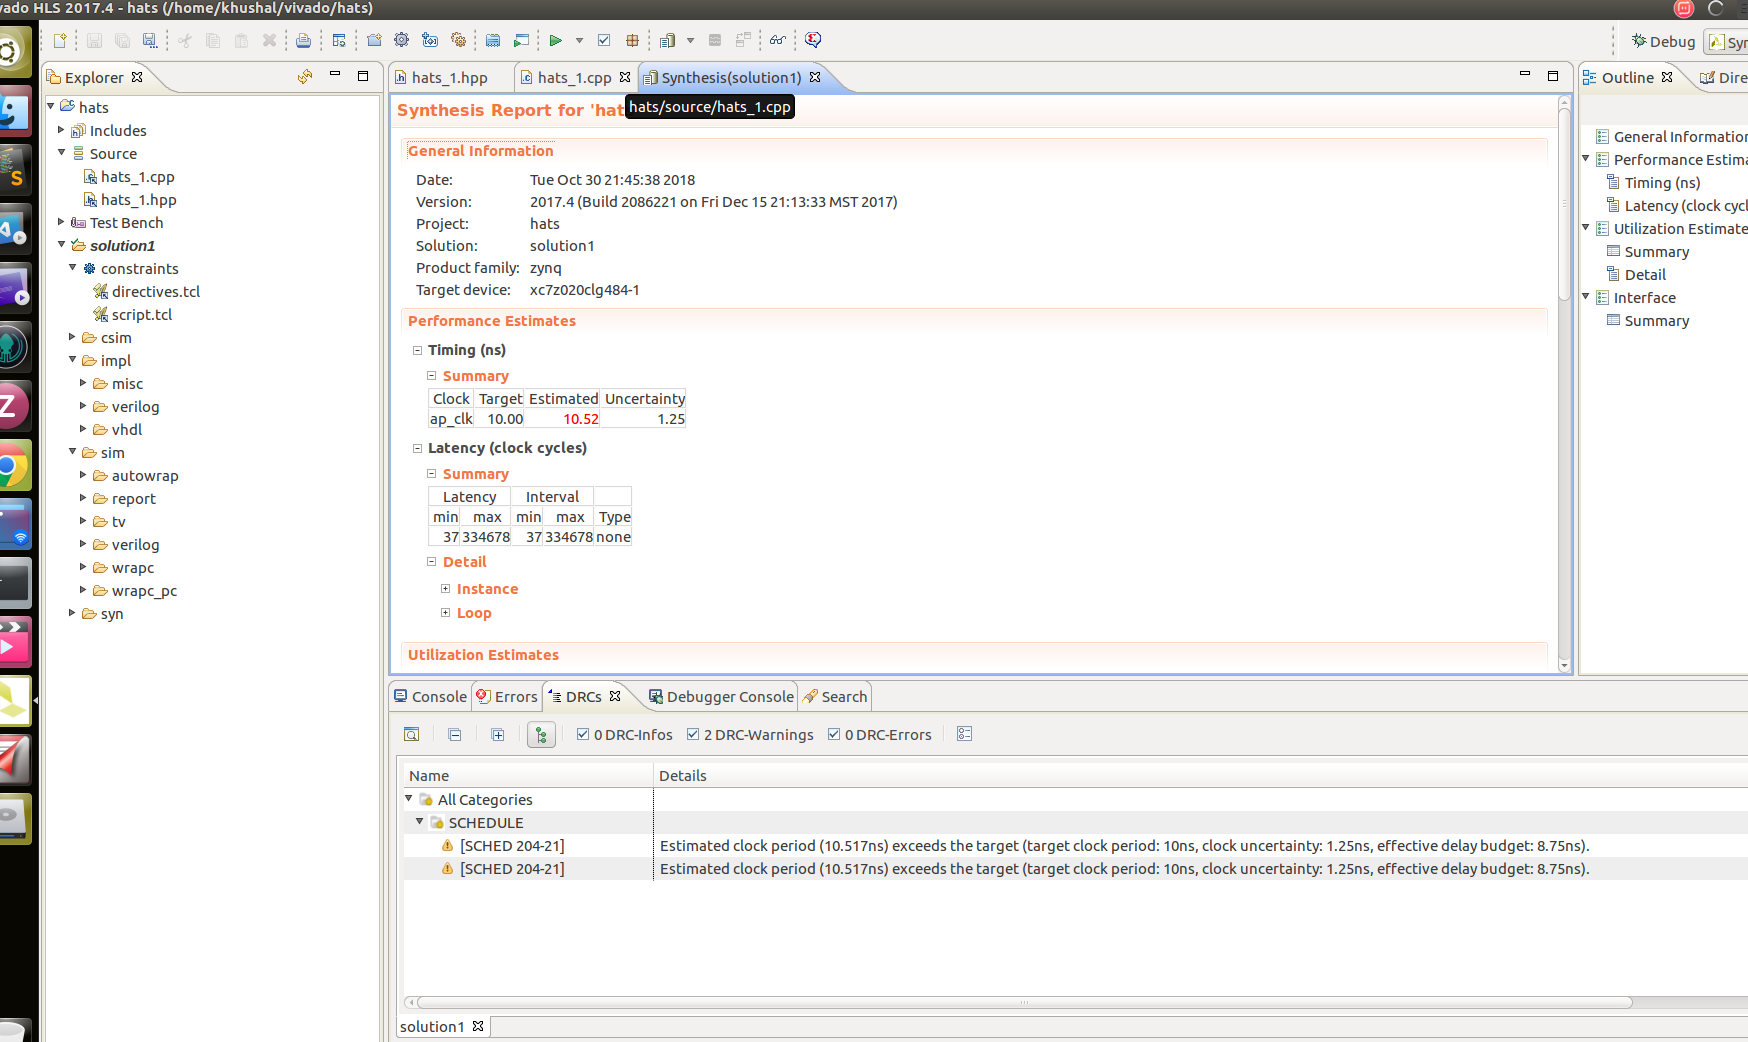 vado HLS 2017.4 - hats (/home/khushal/vivado/hats)
Debug
Syn
Explorer
hats
Includes
Source
hats_1.cpp
hats_1.hpp
Test Bench
solution1
constraints
directives.tcl
script.tcl
csim
impl
misc
verilog
vhdl
sim
autowrap
report
tv
verilog
wrapc
wrapc_pc
syn
hats_1.hpp
hats_1.cpp
Synthesis(solution1)
hats/source/hats_1.cpp
Synthesis Report for 'hat
General Information
Date: Tue Oct 30 21:45:38 2018
Version: 2017.4 (Build 2086221 on Fri Dec 15 21:13:33 MST 2017)
Project: hats
Solution: solution1
Product family: zynq
Target device: xc7z020clg484-1
Performance Estimates
Timing (ns)
Summary
Clock Target Estimated Uncertainty
ap_clk 10.00 10.52 1.25
Latency (clock cycles)
Summary
Latency Interval
min max min max Type
37 334678 37 334678 none
Detail
Instance
Loop
Utilization Estimates
Outline
Dire
General Information
Performance Estima
Timing (ns)
Latency (clock cycl
Utilization Estimate
Summary
Detail
Interface
Summary
Console
Errors
DRCs
Debugger Console
Search
0 DRC-Infos
2 DRC-Warnings
0 DRC-Errors
Name Details
All Categories
SCHEDULE
[SCHED 204-21] Estimated clock period (10.517ns) exceeds the target (target clock period: 10ns, clock uncertainty: 1.25ns, effective delay budget: 8.75ns).
[SCHED 204-21] Estimated clock period (10.517ns) exceeds the target (target clock period: 10ns, clock uncertainty: 1.25ns, effective delay budget: 8.75ns).
solution1